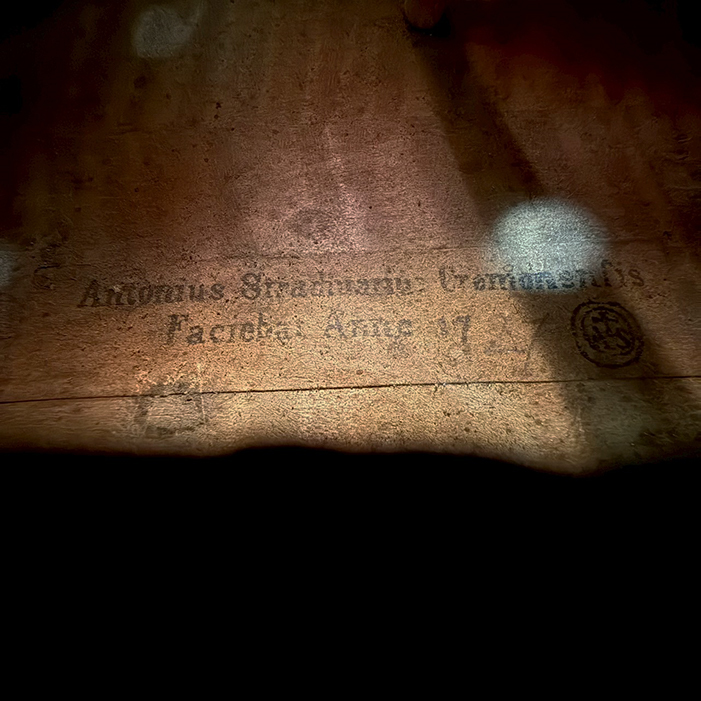 Antonius Stradiuarius Cremonensis
Faciebat Anno 17